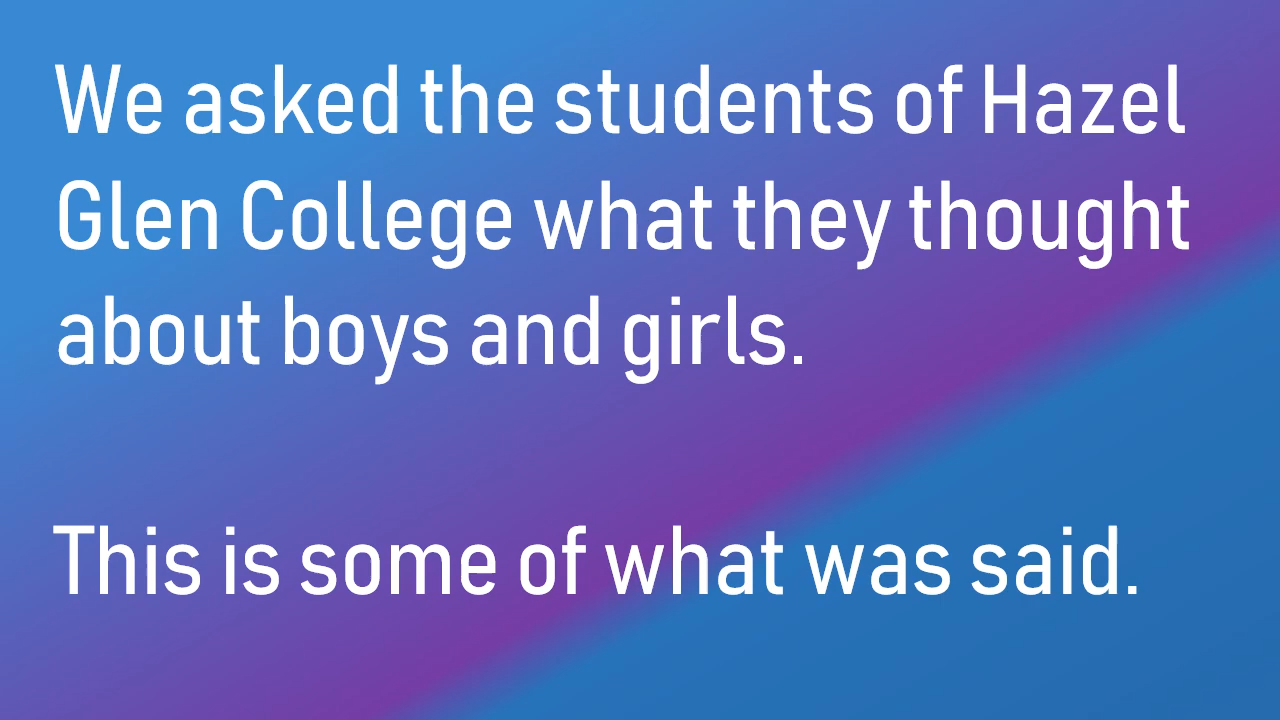 We asked the students of Hazel
Glen College what they thought
about boys and girls.
This is some of what was said.